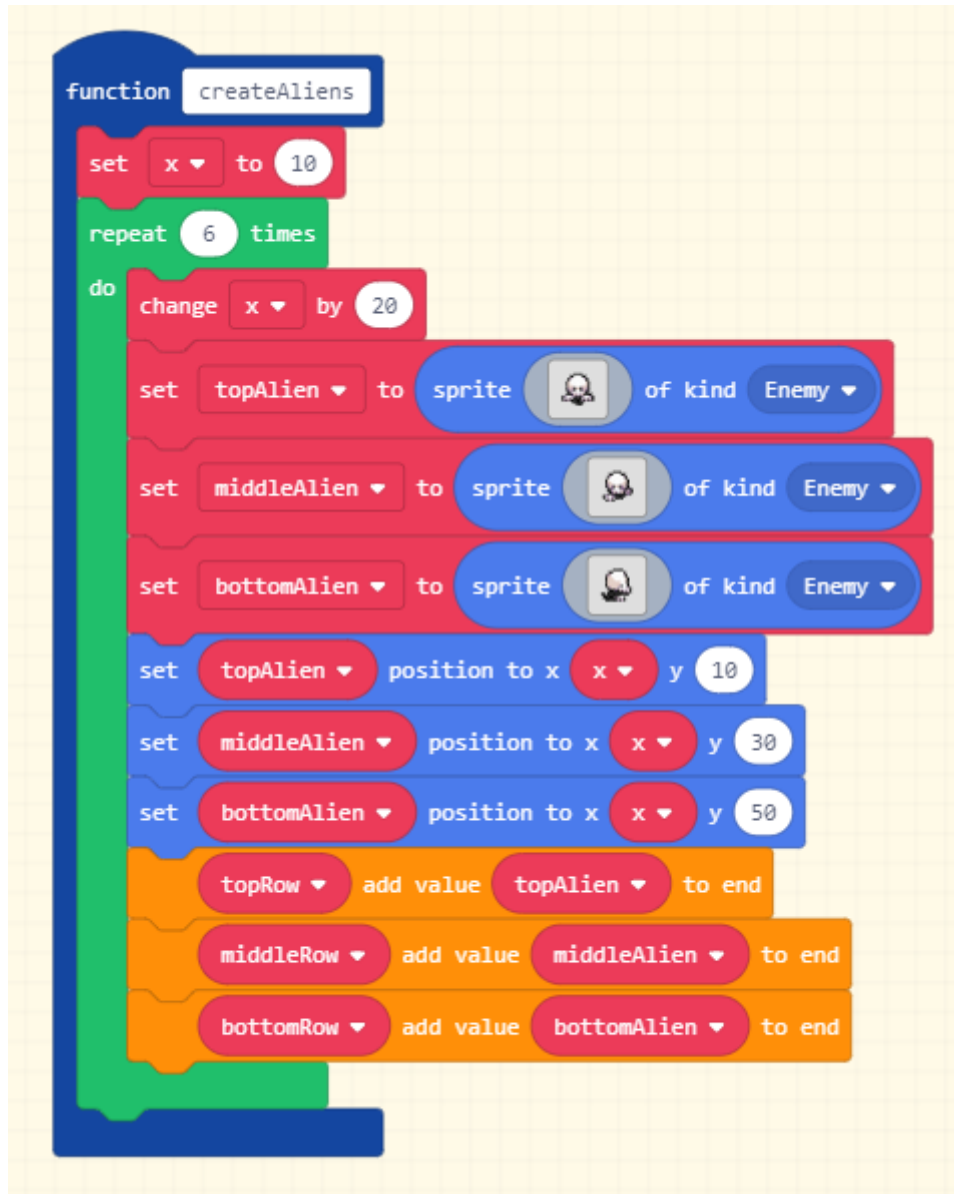 function createAliens
set x to 10
repeat 6 times
do
change x by 20
set topAlien to sprite of kind Enemy
set middleAlien to sprite of kind Enemy
set bottomAlien to sprite of kind Enemy
set topAlien position to x x y 10
set middleAlien position to x x y 30
set bottomAlien position to x x y 50
topRow add value topAlien to end
middleRow add value middleAlien to end
bottomRow add value bottomAlien to end